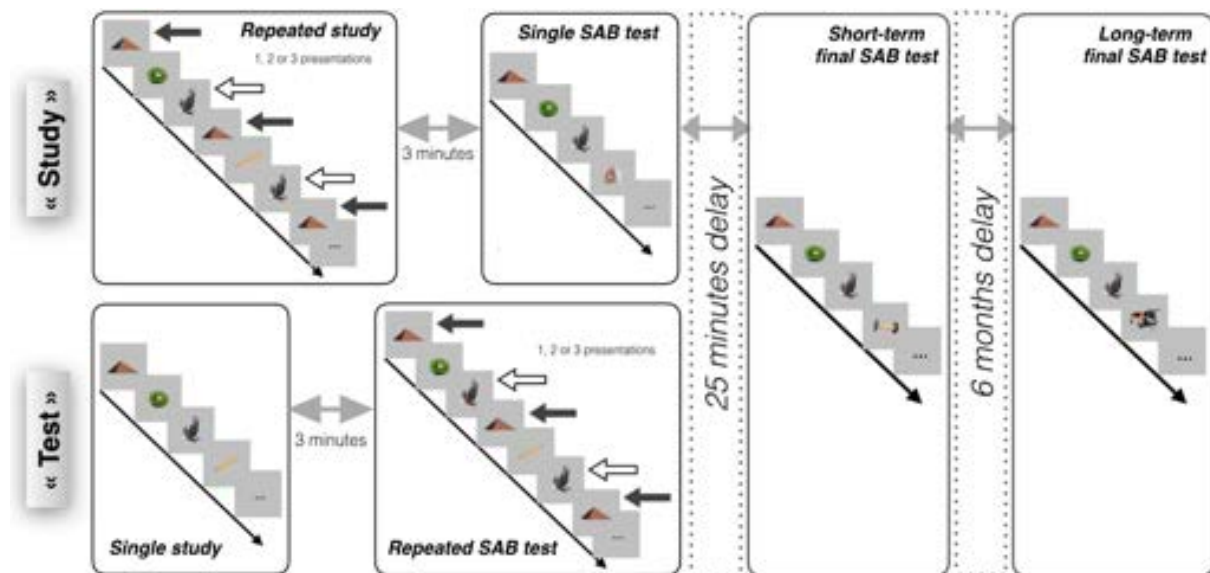 « Study »
Repeated study
1, 2 or 3 presentations
...
3 minutes
Single SAB test
...
25 minutes delay
Short-term
final SAB test
...
6 months delay
Long-term
final SAB test
...
« Test »
...
Single study
3 minutes
1, 2 or 3 presentations
...
Repeated SAB test